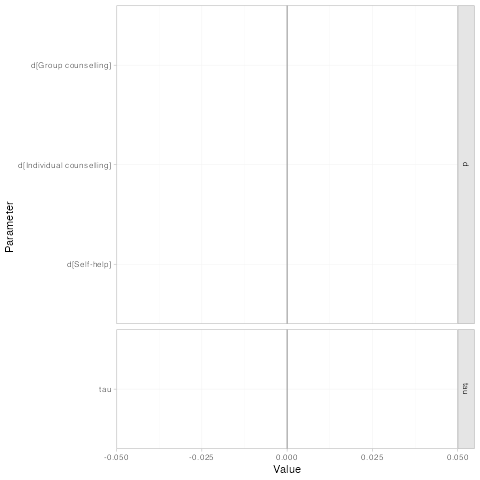 d[Group counselling]
d[Individual counselling]
d[Self-help]
d
Parameter
tau
tau
-0.050
-0.025
0.000
0.025
0.050
Value